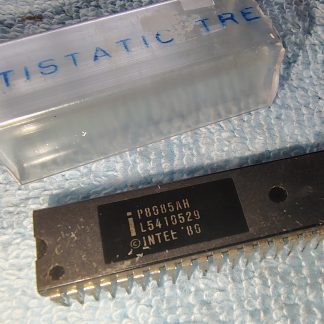 TISTATIC TRE
i
P8085AH
L5410529
© INTEL '80